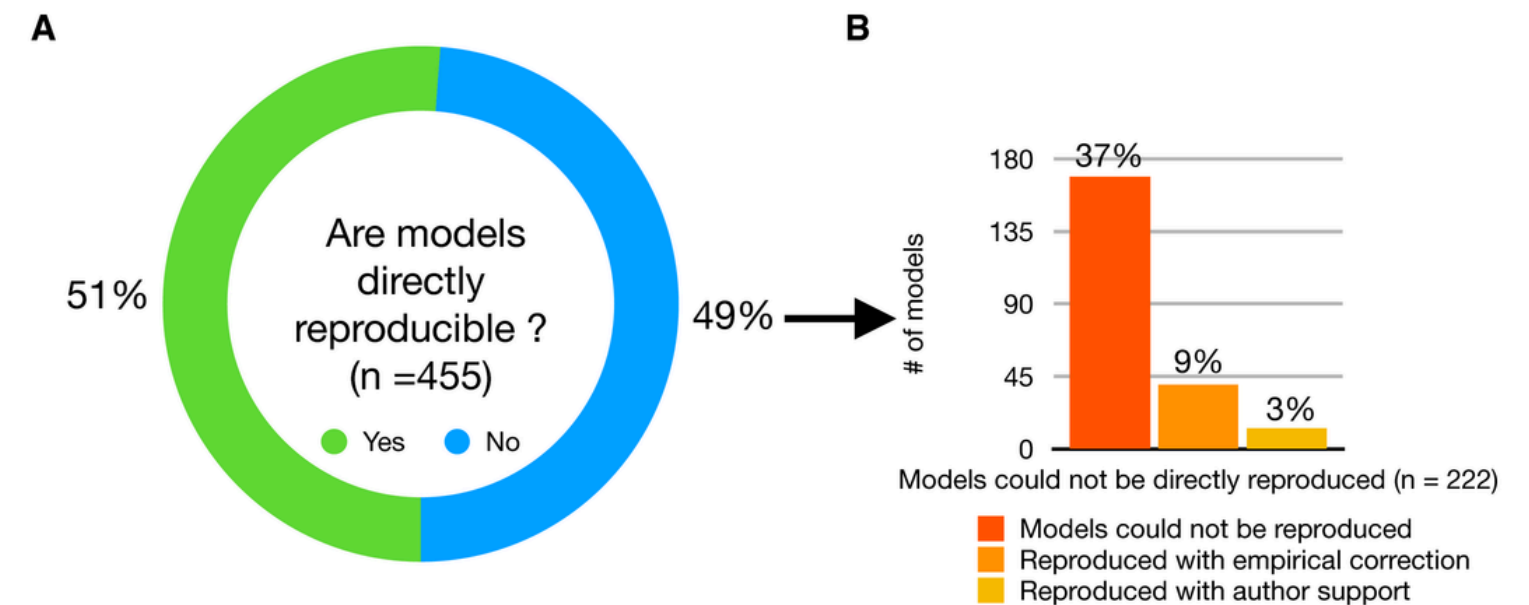 A
Are models
directly
reproducible ?
(n =455)
Yes
No
51%
49%
B
# of models
180
135
90
45
0
37%
9%
3%
Models could not be directly reproduced (n = 222)
Models could not be reproduced
Reproduced with empirical correction
Reproduced with author support